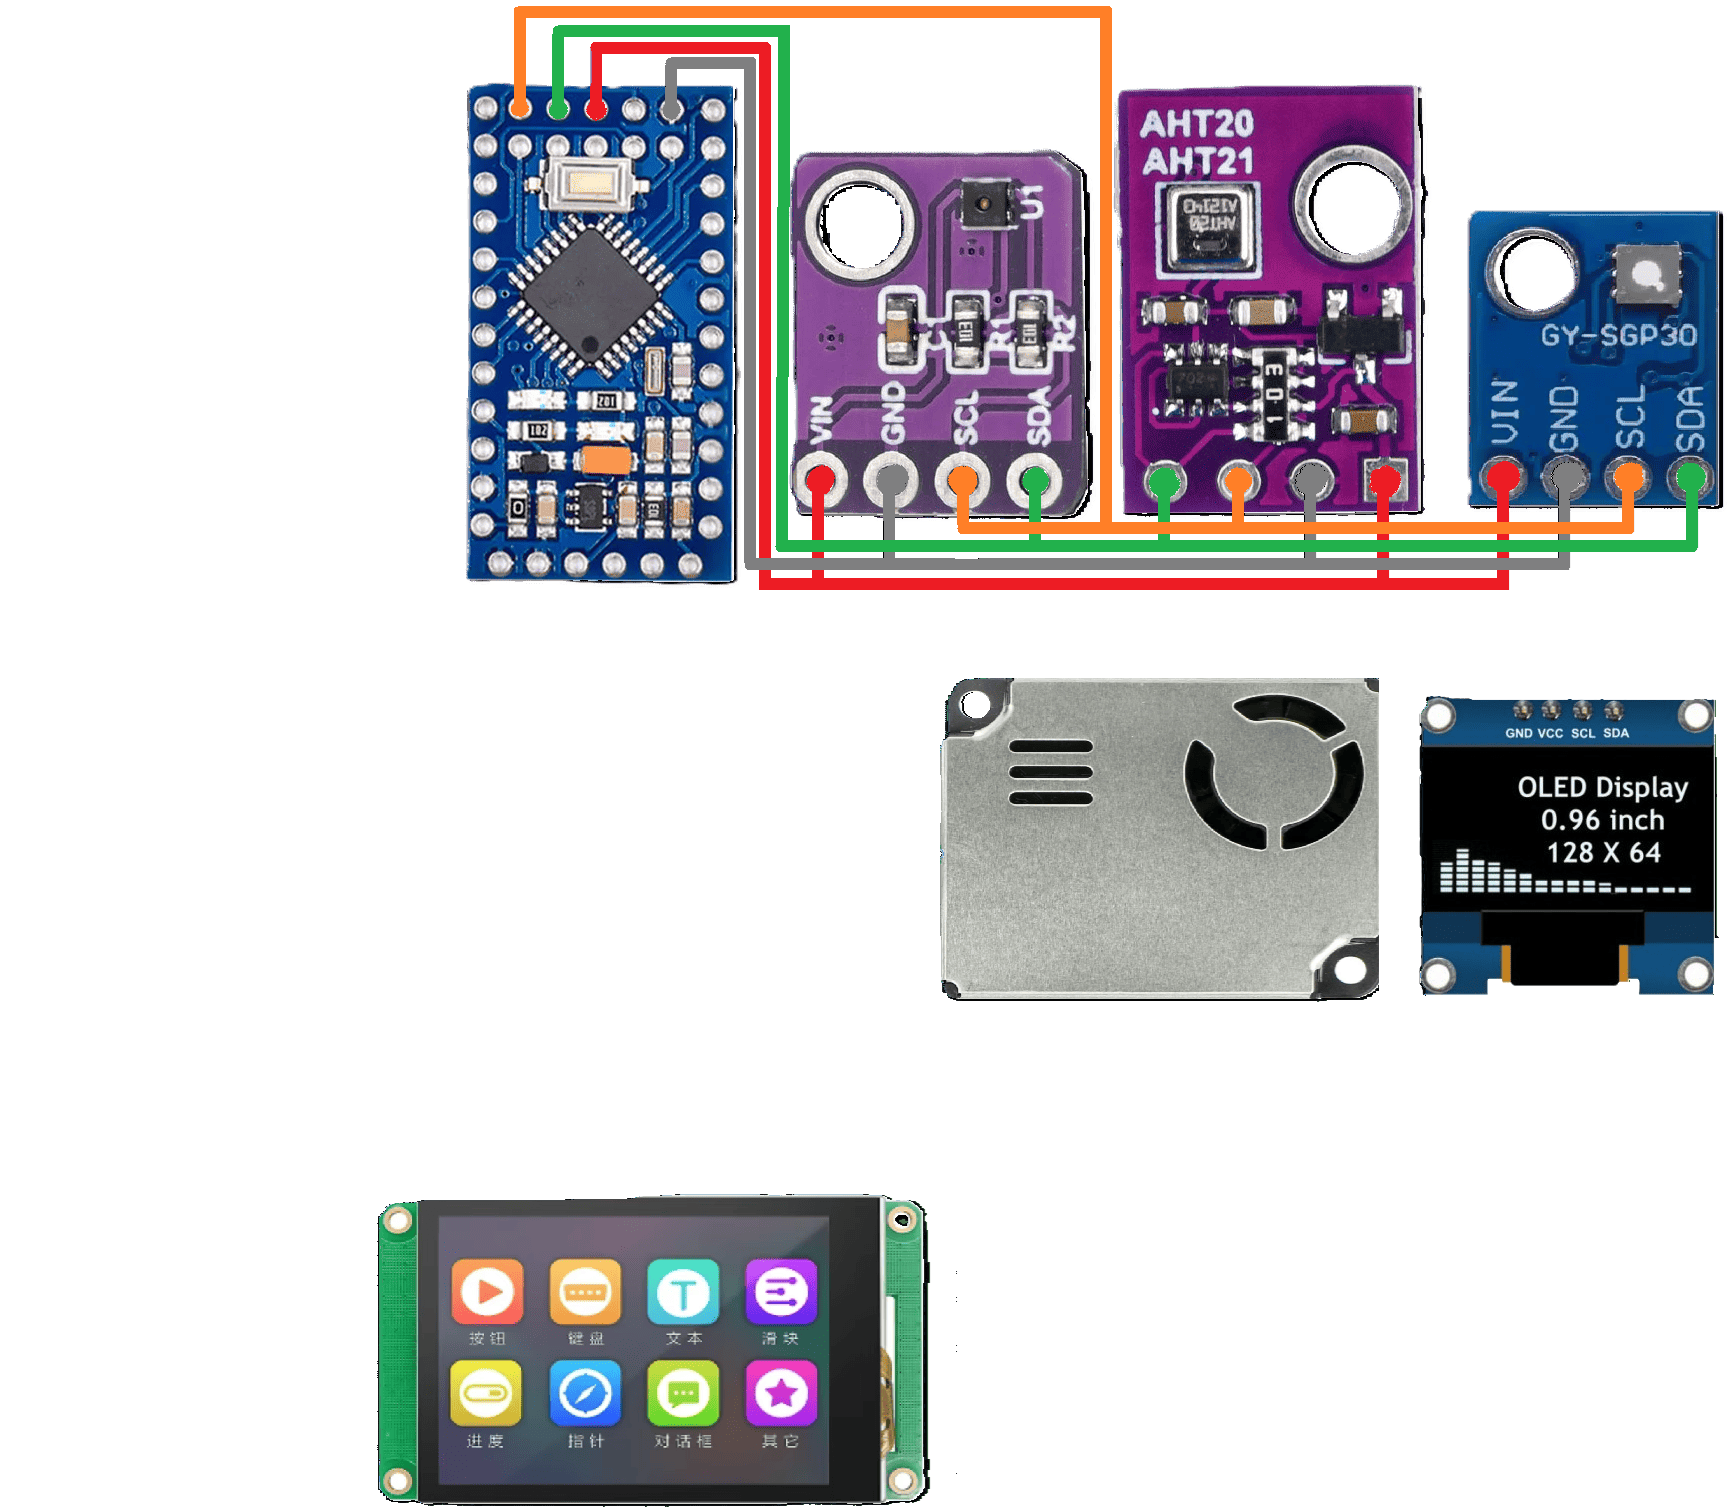 AHT20
AHT21
U1
C1
R1
R2
VIN
GND
SCL
SDA
GY-SGP30
VIN
GND
SCL
SDA
GND VCC SCL SDA
OLED Display
0.96 inch
128 X 64
按钮
键盘
文本
滑块
进度
指针
对话框
其它